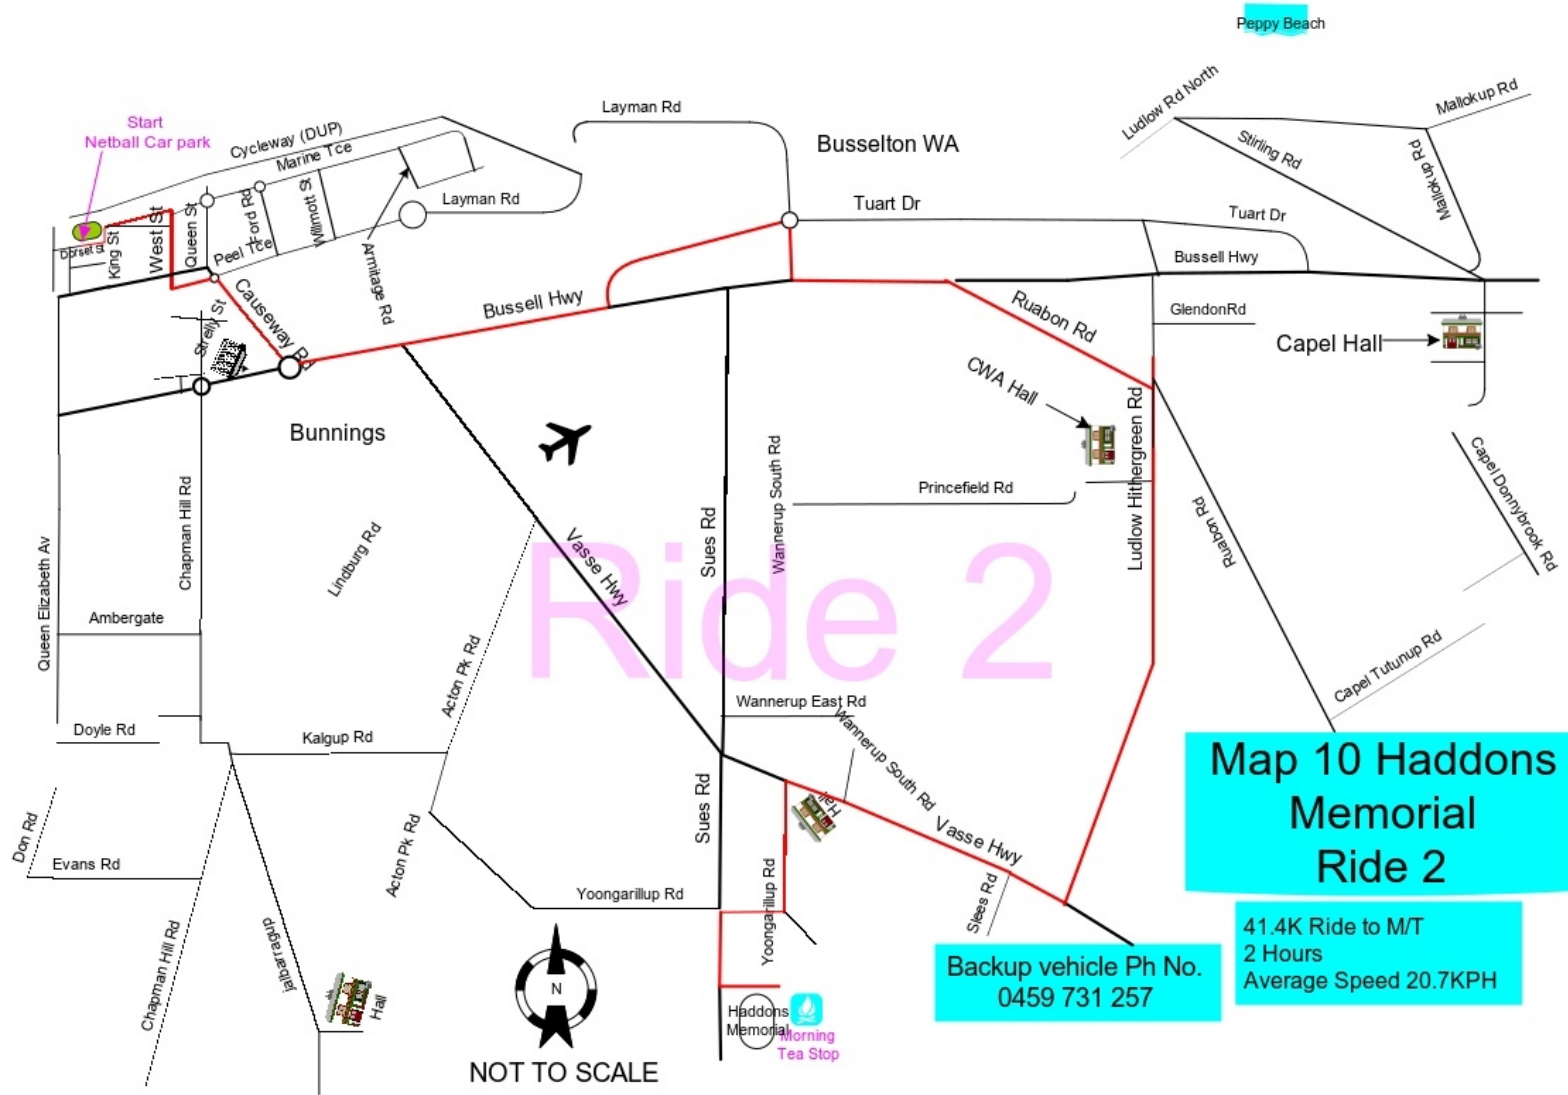 Peppy Beach
Start
Netball Car park
Cycleway (DUP)
Marine Tce
Layman Rd
Busselton WA
Ludlow Rd North
Mallokup Rd
Stirling Rd
Mallokup Rd
Layman Rd
Tuart Dr
Tuart Dr
Dorset St
King St
West St
Queen St
Ford Rd
Willmott St
Peel Tce
Armitage Rd
Bussell Hwy
Bussell Hwy
Causeway Rd
Strelly St
Ruabon Rd
GlendonRd
Capel Hall
CWA Hall
Bunnings
Queen Elizabeth Av
Chapman Hill Rd
Lindburg Rd
Vasse Hwy
Sues Rd
Wannerup South Rd
Princefield Rd
Ludlow Hithergreen Rd
Ruabon Rd
Capel Donnybrook Rd
Ride 2
Ambergate
Acton Pk Rd
Capel Tutunup Rd
Doyle Rd
Kalgup Rd
Wannerup East Rd
Wannerup South Rd
Don Rd
Evans Rd
Acton Pk Rd
Sues Rd
Hall
Vasse Hwy
Yoongarillup Rd
Yoongarillup Rd
Slees Rd
Chapman Hill Rd
jalbarragup
Hall
N
NOT TO SCALE
Haddons
Memorial
Morning
Tea Stop
Map 10 Haddons
Memorial
Ride 2
Backup vehicle Ph No.
0459 731 257
41.4K Ride to M/T
2 Hours
Average Speed 20.7KPH